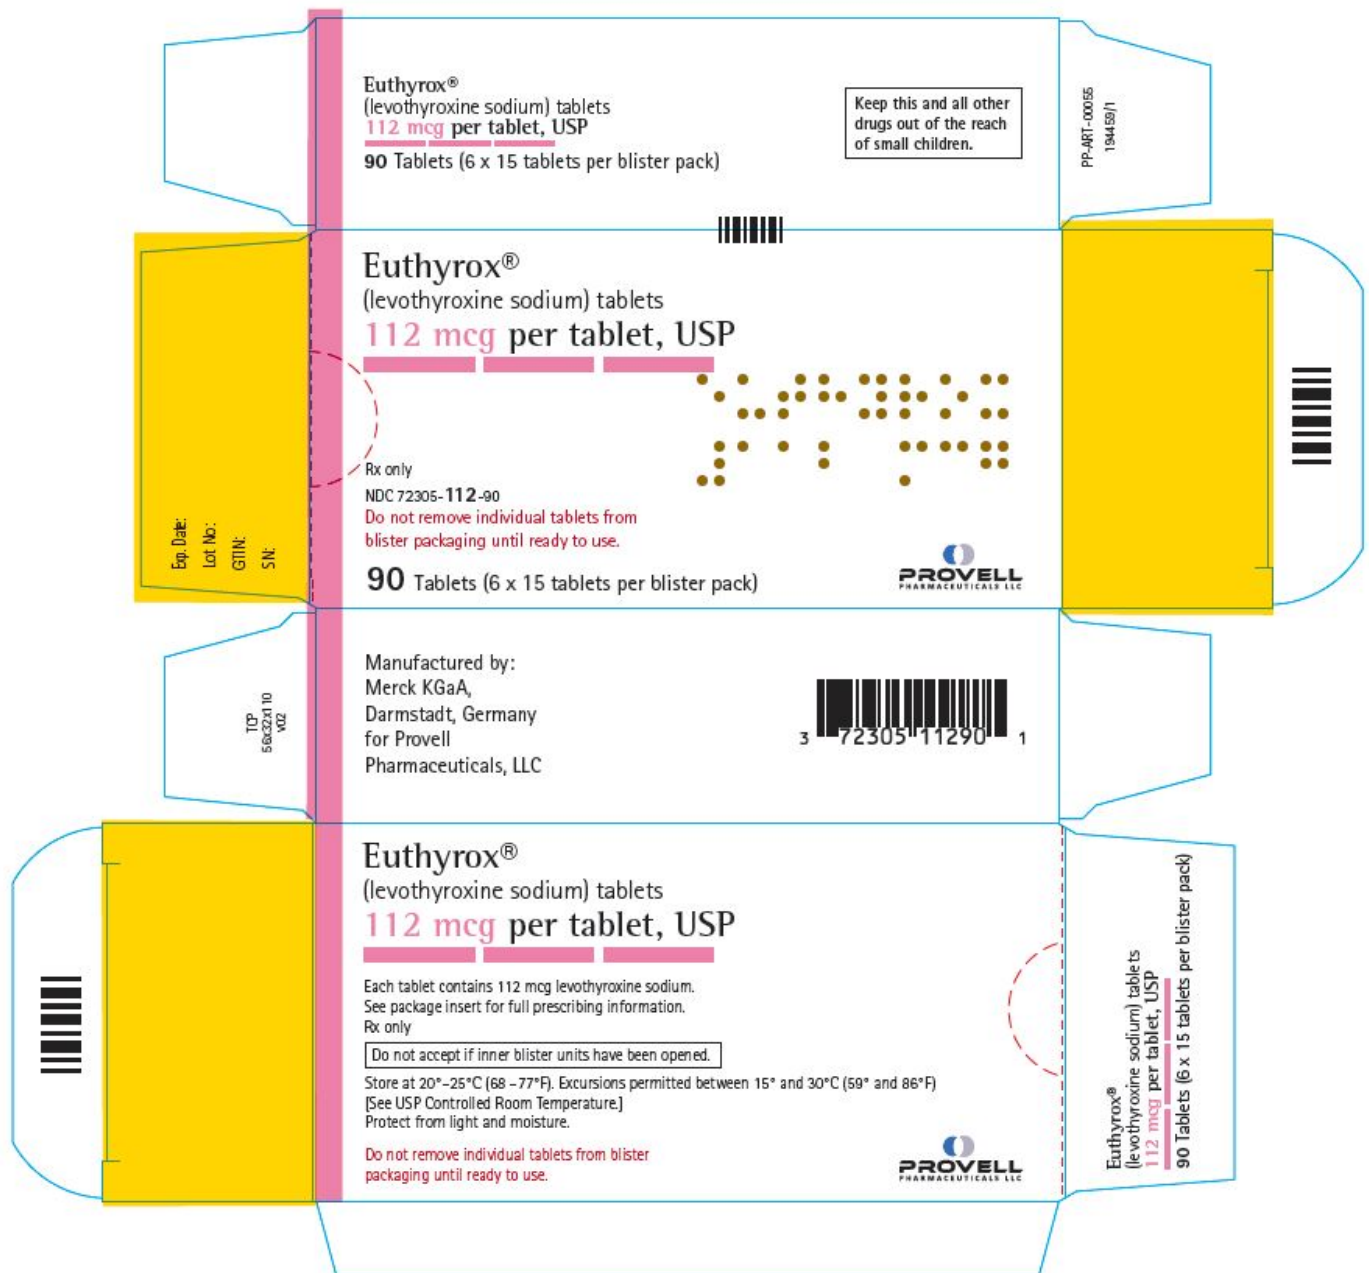 Euthyrox®
(levothyroxine sodium) tablets
112 mcg per tablet, USP
90 Tablets (6 x 15 tablets per blister pack)
Keep this and all other
drugs out of the reach
of small children.
PP-ART-00055
194459/1
Euthyrox®
(levothyroxine sodium) tablets
112 mcg per tablet, USP
Rx only
NDC 72305-112-90
Do not remove individual tablets from
blister packaging until ready to use.
90 Tablets (6 x 15 tablets per blister pack)
PROVELL
PHARMACEUTICALS LLC
Exp. Date:
Lot No:
GTIN:
SN:
TCP
56x32x110
v02
Manufactured by:
Merck KGaA,
Darmstadt, Germany
for Provell
Pharmaceuticals, LLC
3 72305 11290 1
Euthyrox®
(levothyroxine sodium) tablets
112 mcg per tablet, USP
Each tablet contains 112 mcg levothyroxine sodium.
See package insert for full prescribing information.
Rx only
Do not accept if inner blister units have been opened.
Store at 20°–25°C (68 –77°F). Excursions permitted between 15° and 30°C (59° and 86°F)
[See USP Controlled Room Temperature.]
Protect from light and moisture.
Do not remove individual tablets from blister
packaging until ready to use.
PROVELL
PHARMACEUTICALS LLC
Euthyrox®
(levothyroxine sodium) tablets
112 mcg per tablet, USP
90 Tablets (6 x 15 tablets per blister pack)